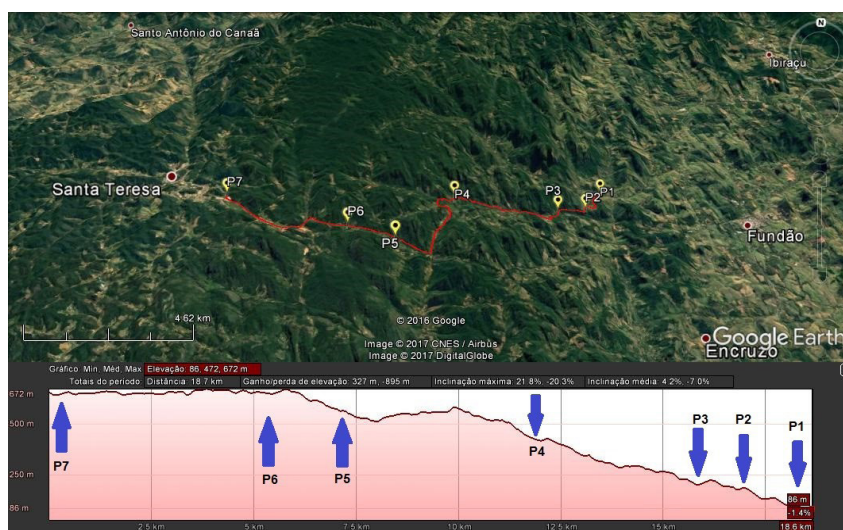 N
Santo Antônio do Canaã
Ibiraçu
Santa Teresa
P7
P6
P5
P4
P3
P2
P1
Fundão
4.62 km
© 2016 Google
Image © 2017 CNES / Airbus
Image © 2017 DigitalGlobe
Google Earth
Encruzo
Gráfico Min. Méd. Max Elevação: 86, 472, 672 m
Totais do período: Distância: 18.7 km Ganho/perda de elevação: 327 m, -895 m Inclinação máxima: 21.8%, -20.3% Inclinação média: 4.2%, -7.0%
672 m
500 m
250 m
86 m
P7
P6
P5
P4
P3
P2
P1
86 m
-1.4%
2.5 km
5 km
7.5 km
10 km
12.5 km
15 km
18.6 km